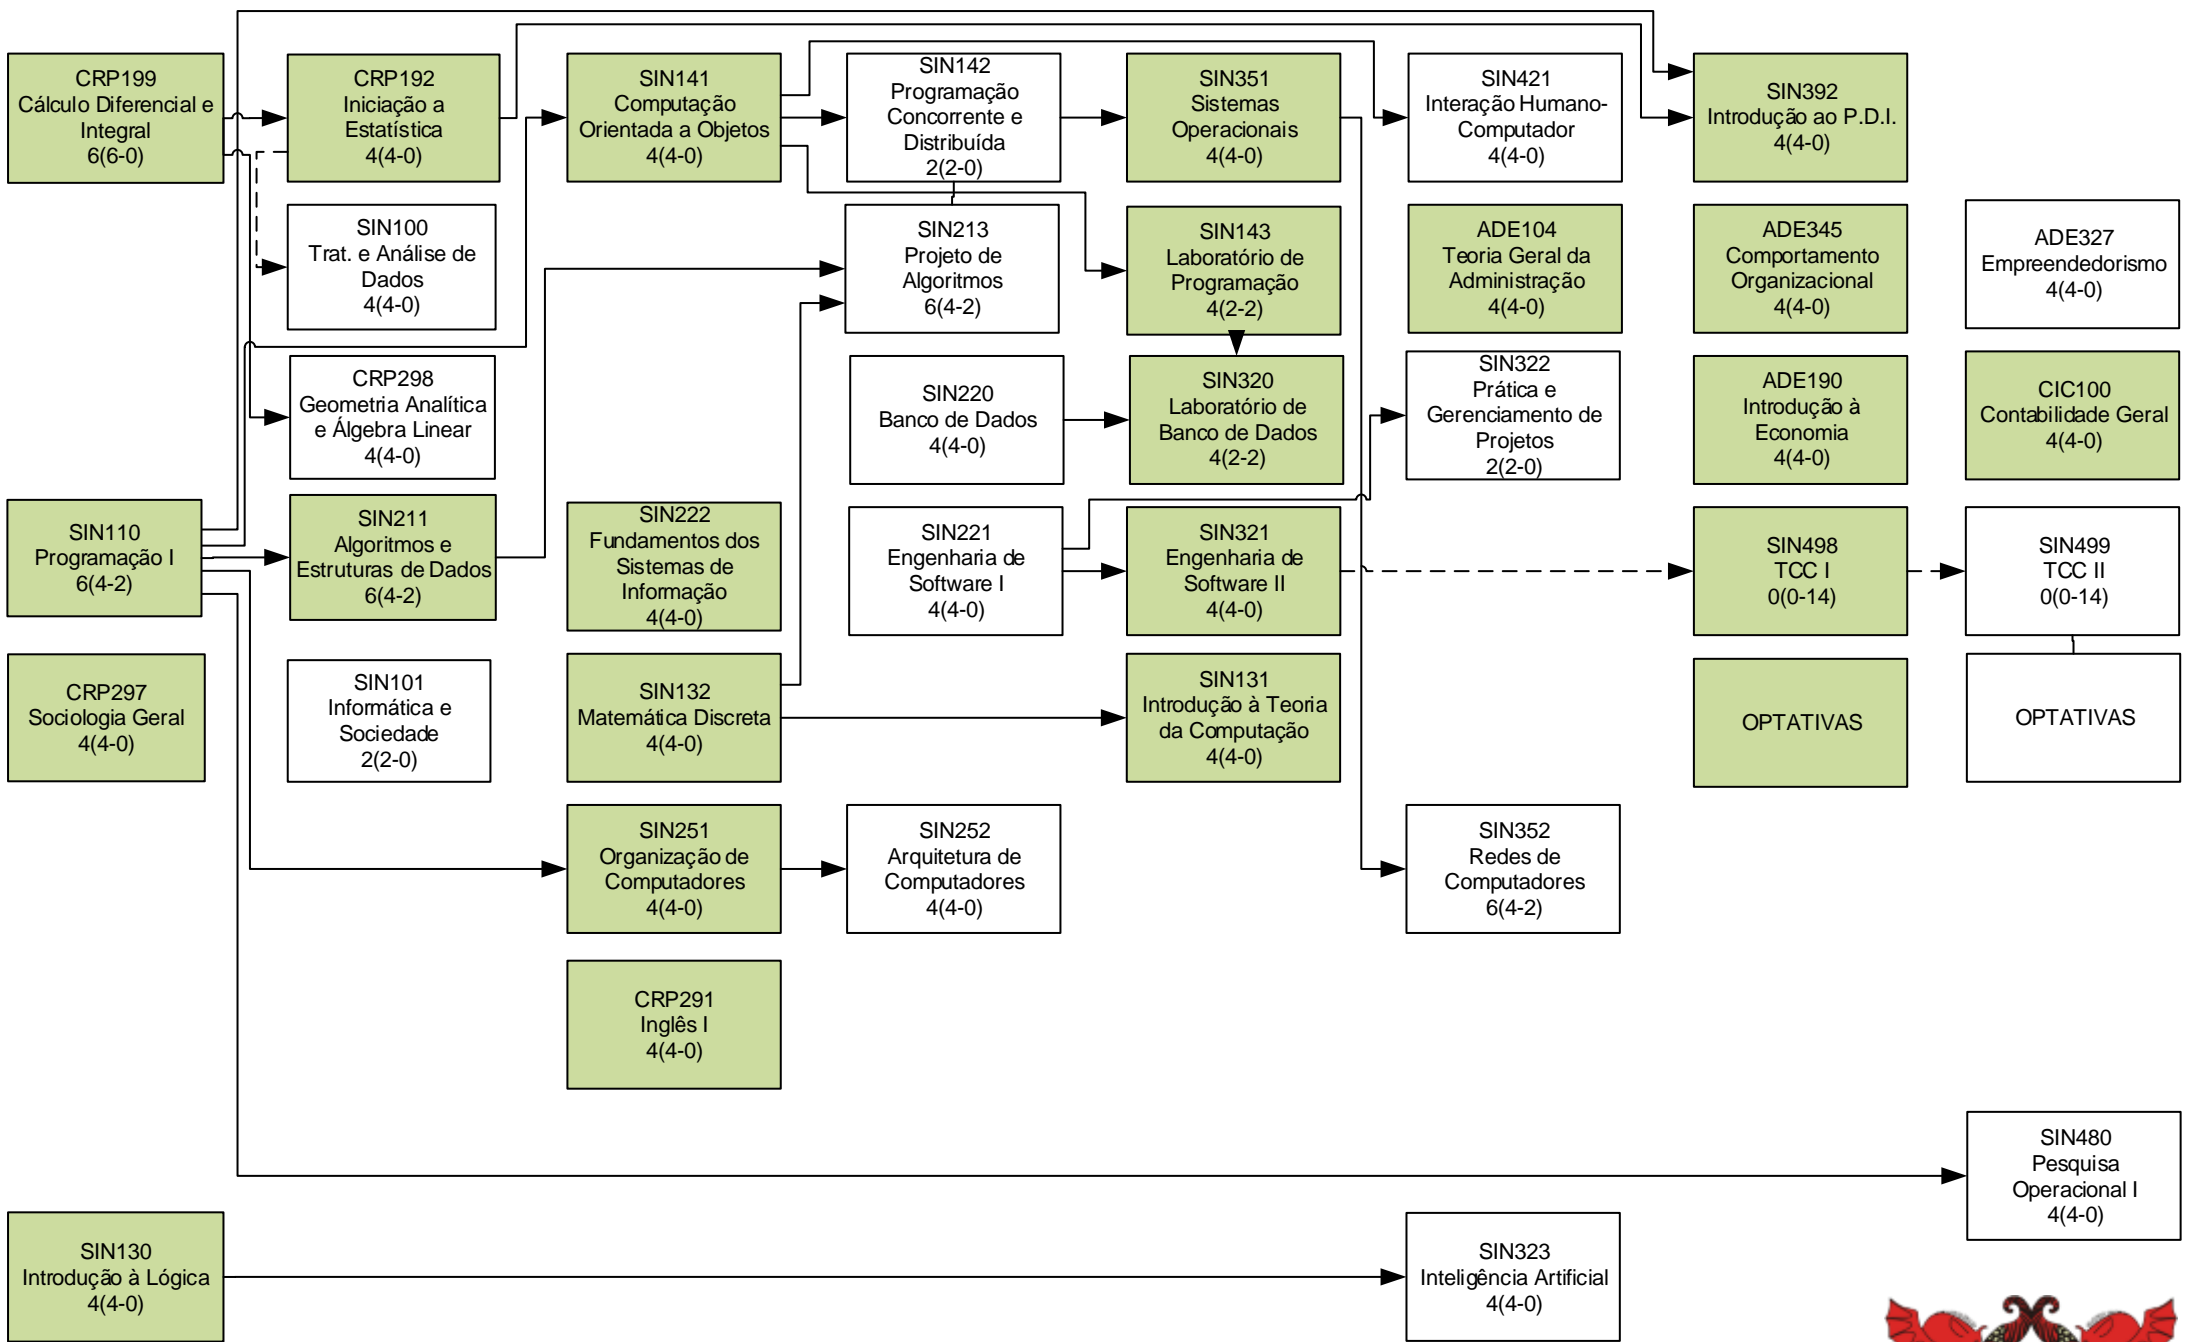 CRP199
Cálculo Diferencial e
Integral
6(6-0)
CRP192
Iniciação a
Estatística
4(4-0)
SIN141
Computação
Orientada a Objetos
4(4-0)
SIN142
Programação
Concorrente e
Distribuída
2(2-0)
SIN351
Sistemas
Operacionais
4(4-0)
SIN421
Interação Humano-
Computador
4(4-0)
SIN392
Introdução ao P.D.I.
4(4-0)
SIN100
Trat. e Análise de
Dados
4(4-0)
SIN213
Projeto de
Algoritmos
6(4-2)
SIN143
Laboratório de
Programação
4(2-2)
ADE104
Teoria Geral da
Administração
4(4-0)
ADE345
Comportamento
Organizacional
4(4-0)
ADE327
Empreendedorismo
4(4-0)
CRP298
Geometria Analítica
e Álgebra Linear
4(4-0)
SIN220
Banco de Dados
4(4-0)
SIN320
Laboratório de
Banco de Dados
4(2-2)
SIN322
Prática e
Gerenciamento de
Projetos
2(2-0)
ADE190
Introdução à
Economia
4(4-0)
CIC100
Contabilidade Geral
4(4-0)
SIN110
Programação I
6(4-2)
SIN211
Algoritmos e
Estruturas de Dados
6(4-2)
SIN222
Fundamentos dos
Sistemas de
Informação
4(4-0)
SIN221
Engenharia de
Software I
4(4-0)
SIN321
Engenharia de
Software II
4(4-0)
SIN498
TCC I
0(0-14)
SIN499
TCC II
0(0-14)
CRP297
Sociologia Geral
4(4-0)
SIN101
Informática e
Sociedade
2(2-0)
SIN132
Matemática Discreta
4(4-0)
SIN131
Introdução à Teoria
da Computação
4(4-0)
OPTATIVAS
OPTATIVAS
SIN251
Organização de
Computadores
4(4-0)
SIN252
Arquitetura de
Computadores
4(4-0)
SIN352
Redes de
Computadores
6(4-2)
CRP291
Inglês I
4(4-0)
SIN480
Pesquisa
Operacional I
4(4-0)
SIN130
Introdução à Lógica
4(4-0)
SIN323
Inteligência Artificial
4(4-0)